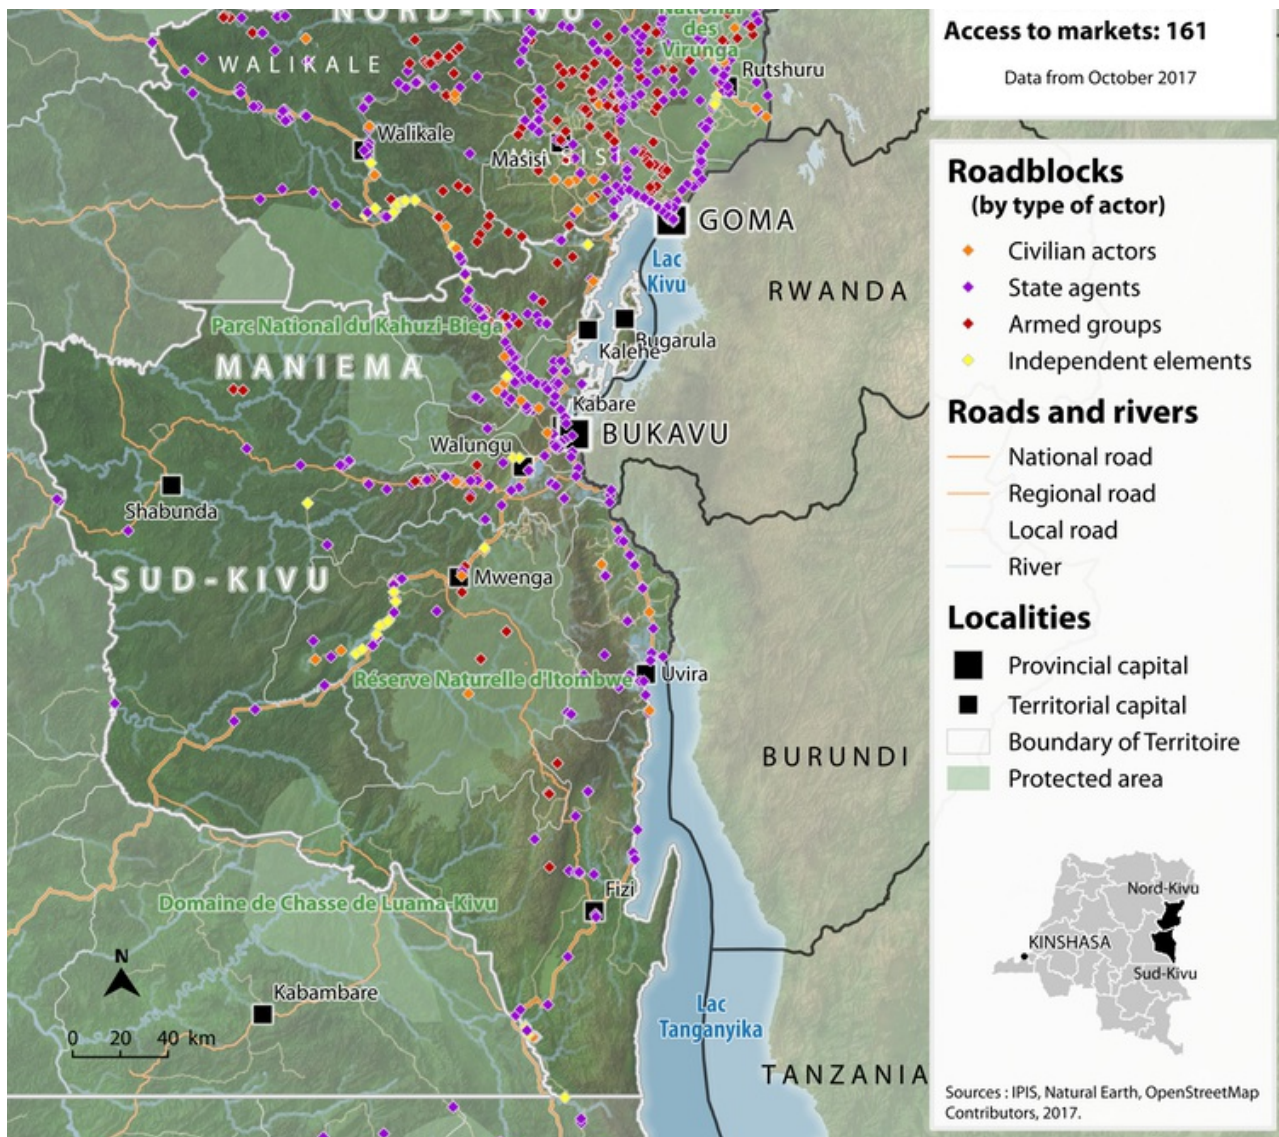 NORD-KIVU
National
des
Virunga
WALIKALE
Rutshuru
Walikale
Masisi
MASISI
GOMA
Lac
Kivu
RWANDA
Parc National du Kahuzi-Biega
Bugarula
Kalehe
MANIEMA
Kabare
BUKAVU
Walungu
Shabunda
SUD-KIVU
Mwenga
Réserve Naturelle d'Itombwe
Uvira
BURUNDI
Fizi
Domaine de Chasse de Luama-Kivu
N
Kabambare
0 20 40 km
Lac
Tanganyika
TANZANIA
Access to markets: 161
Data from October 2017
Roadblocks
(by type of actor)
Civilian actors
State agents
Armed groups
Independent elements
Roads and rivers
National road
Regional road
Local road
River
Localities
Provincial capital
Territorial capital
Boundary of Territoire
Protected area
Nord-Kivu
KINSHASA
Sud-Kivu
Sources : IPIS, Natural Earth, OpenStreetMap
Contributors, 2017.